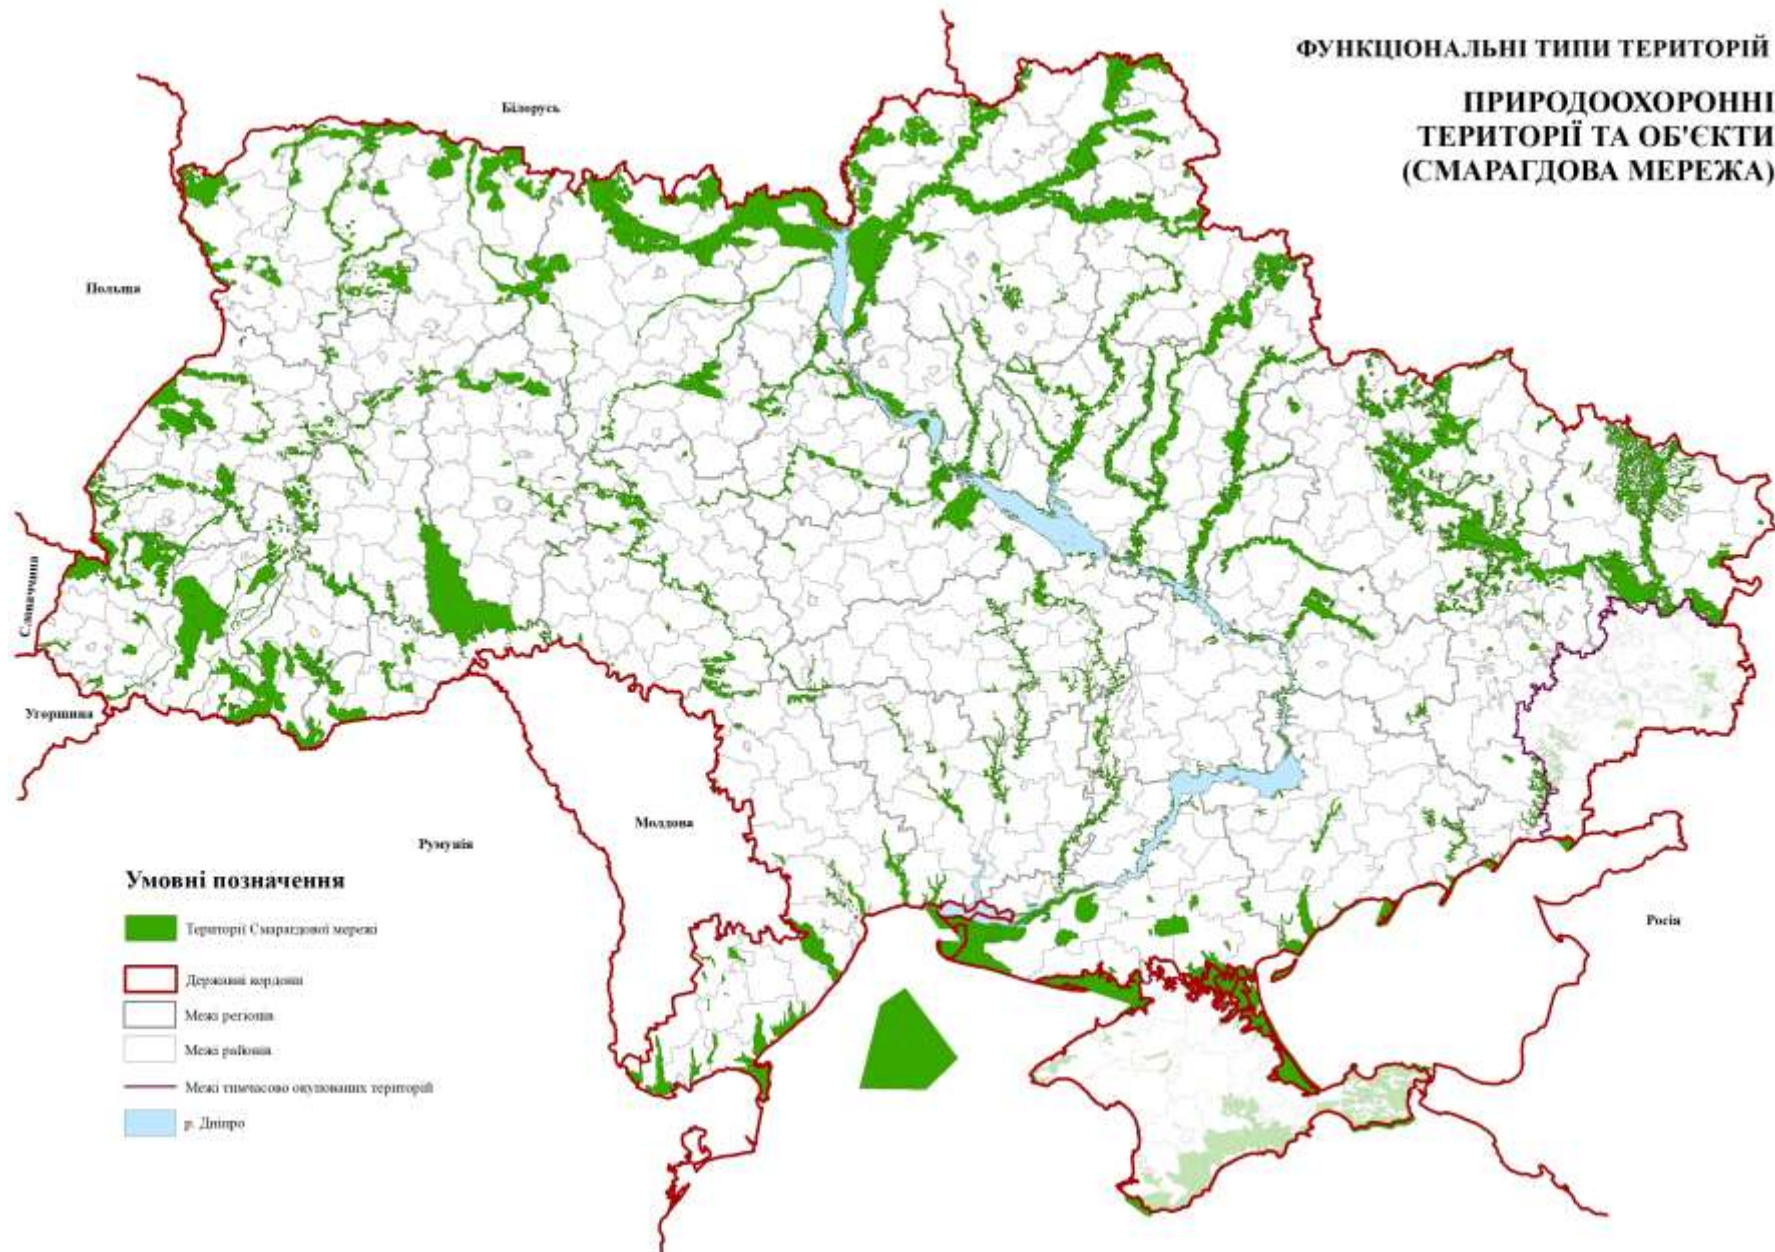 ФУНКЦІОНАЛЬНІ ТИПИ ТЕРИТОРІЙ
ПРИРОДООХОРОННІ
ТЕРИТОРІЇ ТА ОБ'ЄКТИ
(СМАРАГДОВА МЕРЕЖА)
Білорусь
Польща
Словаччина
Угорщина
Румунія
Молдова
Росія
Умовні позначення
Території Смарагдової мережі
Державні кордони
Межі регіонів
Межі районів
Межі тимчасово окупованих територій
р. Дніпро